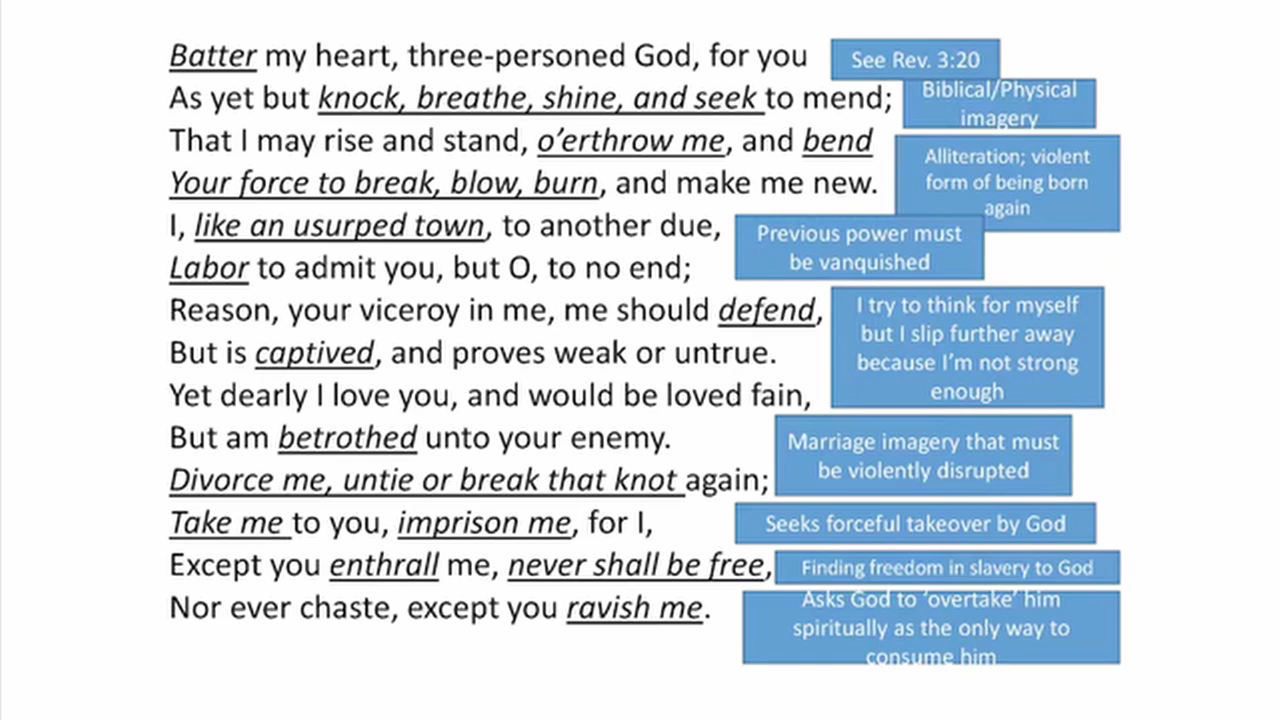 Batter my heart, three-personed God, for you
See Rev. 3:20
As yet but knock, breathe, shine, and seek to mend;
Biblical/Physical
imagery
That I may rise and stand, o’erthrow me, and bend
Your force to break, blow, burn, and make me new.
Alliteration; violent
form of being born
again
I, like an usurped town, to another due,
Labor to admit you, but O, to no end;
Previous power must
be vanquished
Reason, your viceroy in me, me should defend,
But is captived, and proves weak or untrue.
Yet dearly I love you, and would be loved fain,
I try to think for myself
but I slip further away
because I’m not strong
enough
But am betrothed unto your enemy.
Divorce me, untie or break that knot again;
Marriage imagery that must
be violently disrupted
Take me to you, imprison me, for I,
Seeks forceful takeover by God
Except you enthrall me, never shall be free,
Finding freedom in slavery to God
Nor ever chaste, except you ravish me.
Asks God to ‘overtake’ him
spiritually as the only way to
consume him